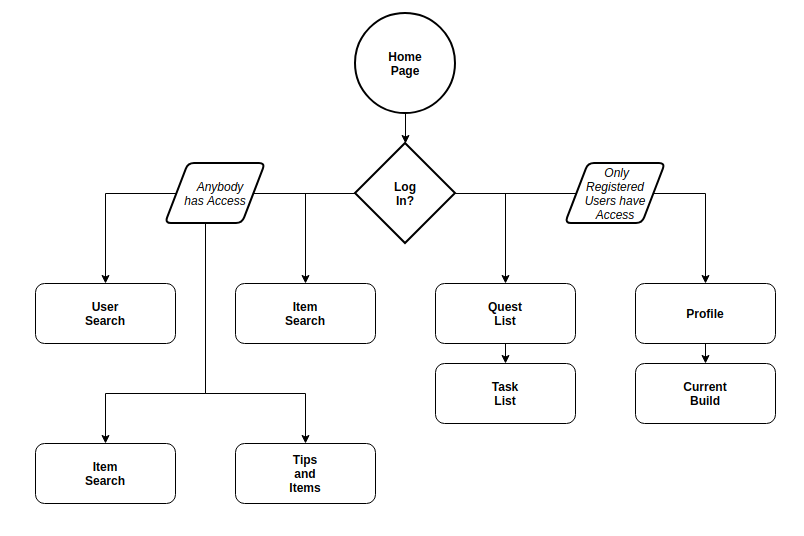 Home
Page
Log
In?
Anybody
has Access
Only
Registered
Users have
Access
User
Search
Item
Search
Quest
List
Profile
Task
List
Current
Build
Item
Search
Tips
and
Items